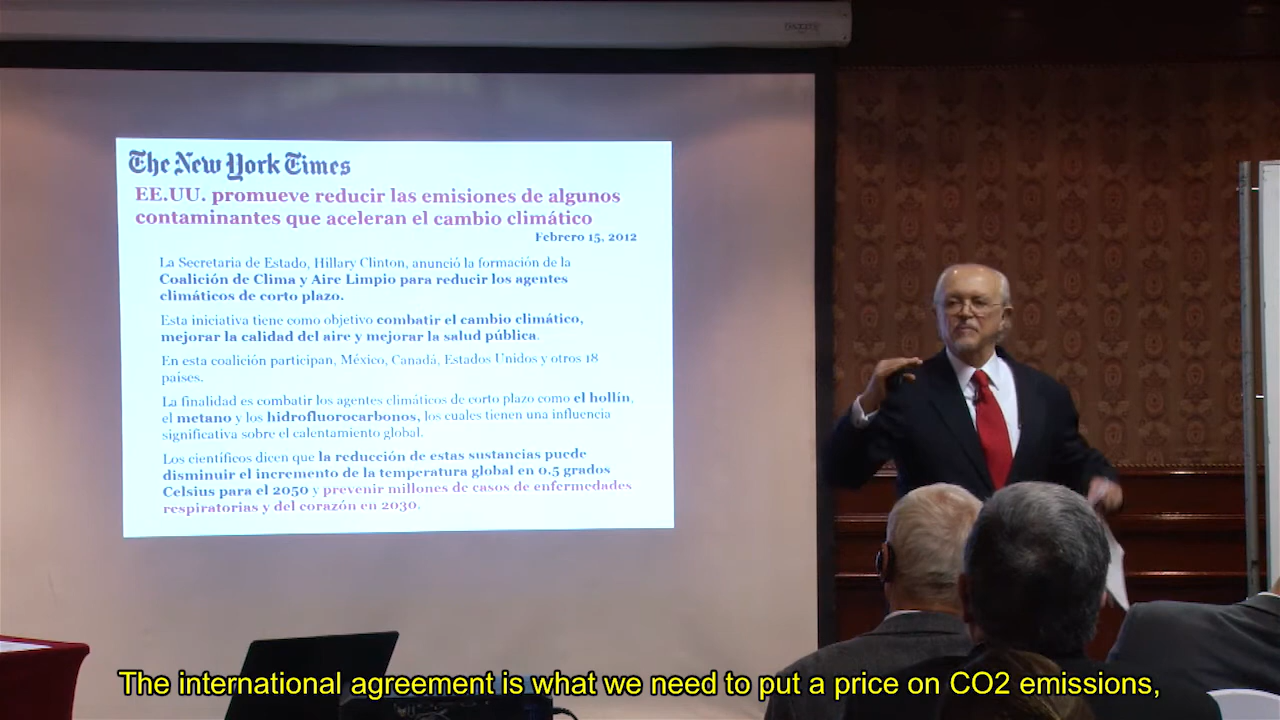 The New York Times
EE.UU. promueve reducir las emisiones de algunos
contaminantes que aceleran el cambio climático
Febrero 15, 2012
La Secretaria de Estado, Hillary Clinton, anunció la formación de la
Coalición de Clima y Aire Limpio para reducir los agentes
climáticos de corto plazo.
Esta iniciativa tiene como objetivo combatir el cambio climático,
mejorar la calidad del aire y mejorar la salud pública.
En esta coalición participan, México, Canadá, Estados Unidos y otros 18
países.
La finalidad es combatir los agentes climáticos de corto plazo como el hollín,
el metano y los hidrofluorocarbonos, los cuales tienen una influencia
significativa sobre el calentamiento global.
Los científicos dicen que la reducción de estas sustancias puede
disminuir el incremento de la temperatura global en 0.5 grados
Celsius para el 2050 y prevenir millones de casos de enfermedades
respiratorias y del corazón en 2030.
The international agreement is what we need to put a price on CO2 emissions,